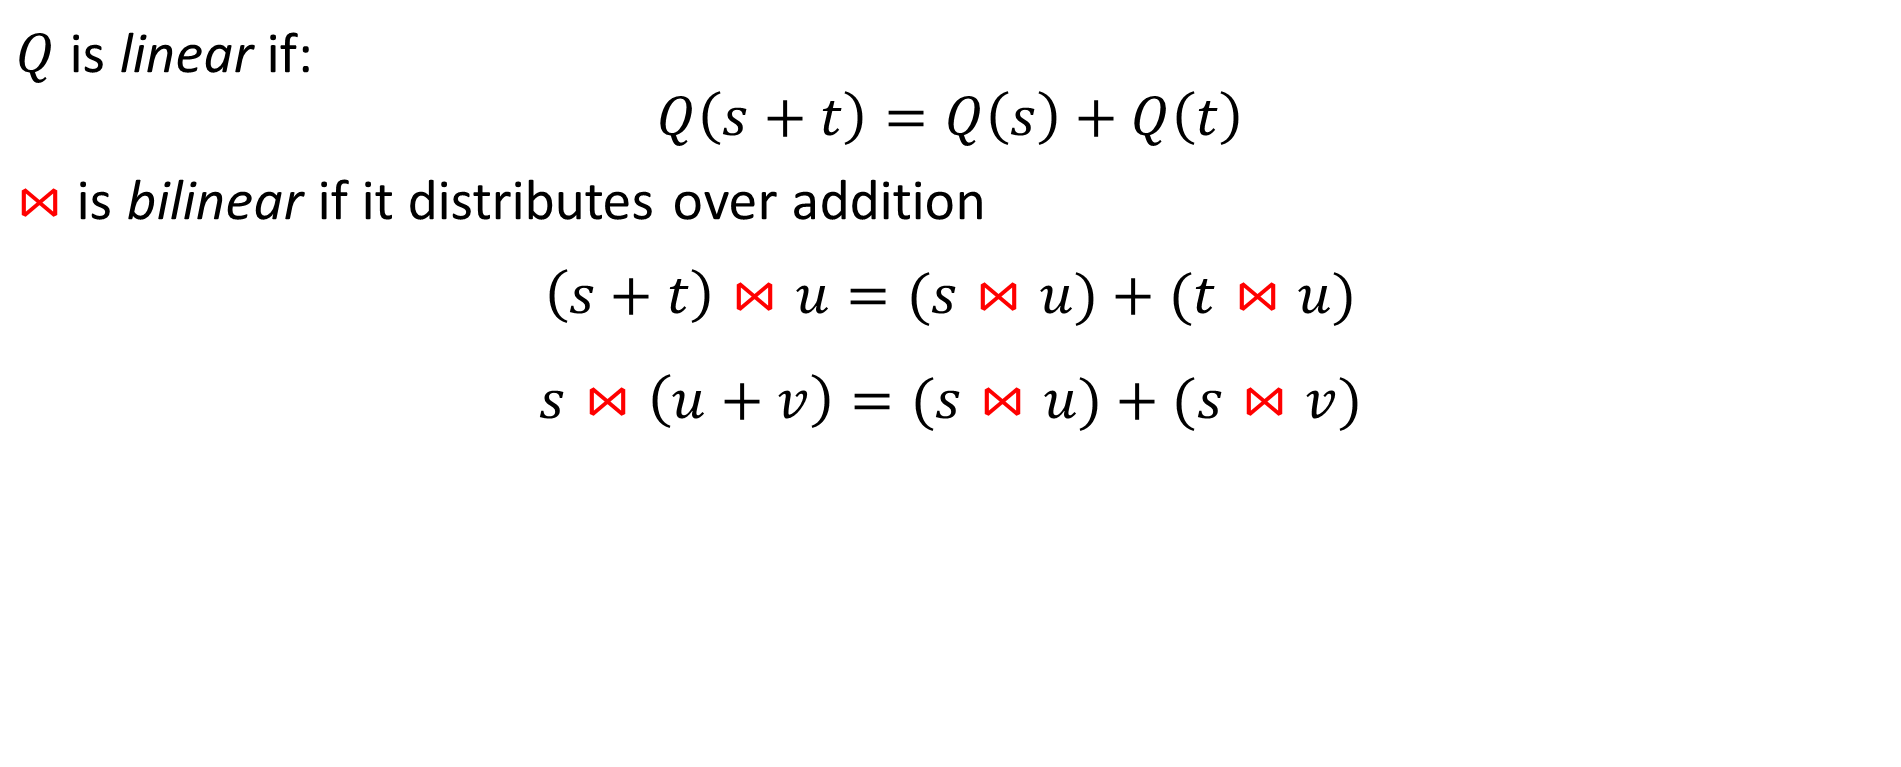 𝑄 is linear if:
𝑄(𝑠 + 𝑡) = 𝑄(𝑠) + 𝑄(𝑡)
⋈ is bilinear if it distributes over addition
(𝑠 + 𝑡) ⋈ 𝑢 = (𝑠 ⋈ 𝑢) + (𝑡 ⋈ 𝑢)
𝑠 ⋈ (𝑢 + 𝑣) = (𝑠 ⋈ 𝑢) + (𝑠 ⋈ 𝑣)